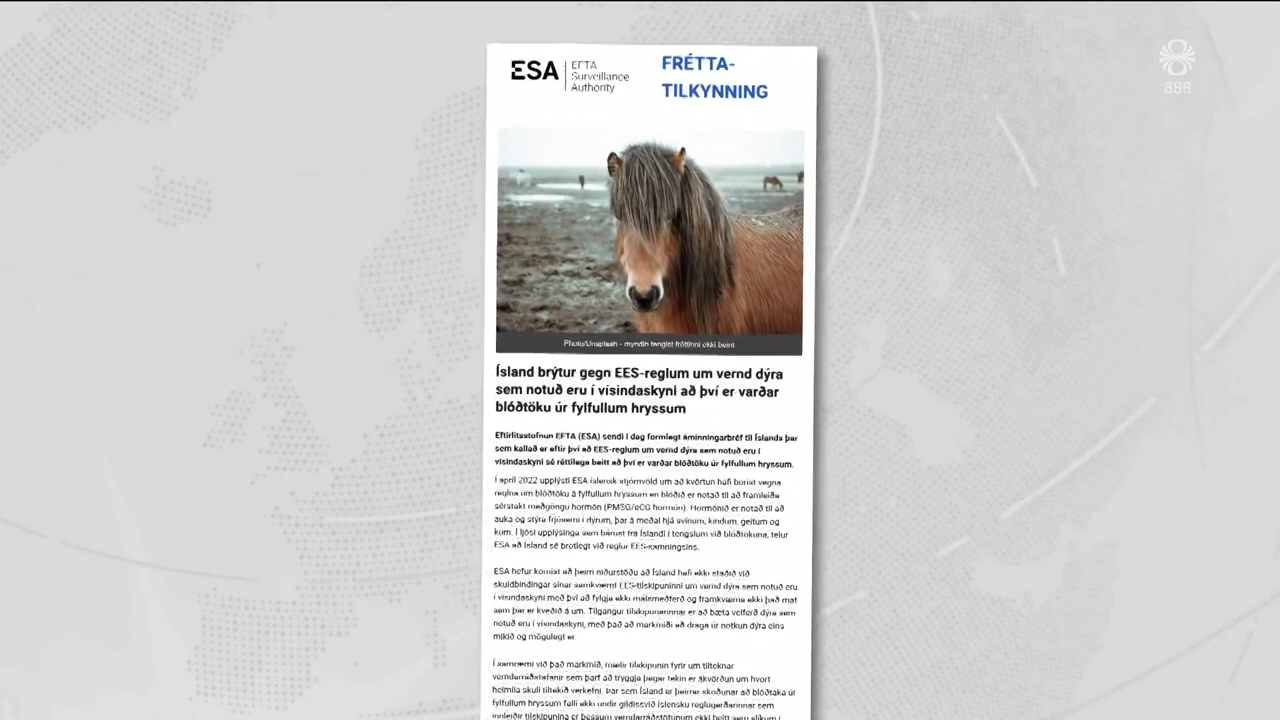 ESA
EFTA
Surveillance
Authority
FRÉTTA-
TILKYNNING
888
Photo/Unsplash - myndin tengist fréttinni ekki beint
Ísland brýtur gegn EES-reglum um vernd dýra
sem notuð eru í vísindaskyni að því er varðar
blóðtöku úr fylfullum hryssum
Eftirlitsstofnun EFTA (ESA) sendi í dag formlegt áminningarbréf til Íslands þar
sem kallað er eftir því að EES-reglum um vernd dýra sem notuð eru í
vísindaskyni sé réttilega beitt að því er varðar blóðtöku úr fylfullum hryssum.
Í apríl 2022 upplýsti ESA íslensk stjórnvöld um að kvörtun hafi borist vegna
reglna um blóðtöku á fylfullum hryssum en blóðið er notað til að framleiða
sérstakt meðgöngu hormón (PMSG/eCG hormón). Hormónið er notað til að
auka og stýra frjósemi í dýrum, þar á meðal hjá svínum, kindum, geitum og
kúm. Í ljósi upplýsinga sem bárust frá Íslandi í tengslum við blóðtökuna, telur
ESA að Ísland sé brotlegt við reglur EES-samningsins.
ESA hefur komist að þeirri niðurstöðu að Ísland hafi ekki staðið við
skuldbindingar sínar samkvæmt EES-tilskipuninni um vernd dýra sem notuð eru
í vísindaskyni með því að fylgja ekki málsmeðferð og framkvæma ekki það mat
sem þar er kveðið á um. Tilgangur tilskipunarinnar er að bæta velferð dýra sem
notuð eru í vísindaskyni, með það að markmiði að draga úr notkun dýra eins
mikið og mögulegt er.
Í samræmi við það markmið, mælir tilskipunin fyrir um tilteknar
verndarráðstafanir sem þarf að tryggja þegar tekin er ákvörðun um hvort
heimila skuli tiltekið verkefni. Þar sem Ísland er þeirrar skoðunar að blóðtaka úr
fylfullum hryssum falli ekki undir gildissvið íslensku reglugerðarinnar sem
innleiðir tilskipunina er þessum verndarráðstöfunum ekki beitt sem slíkum í